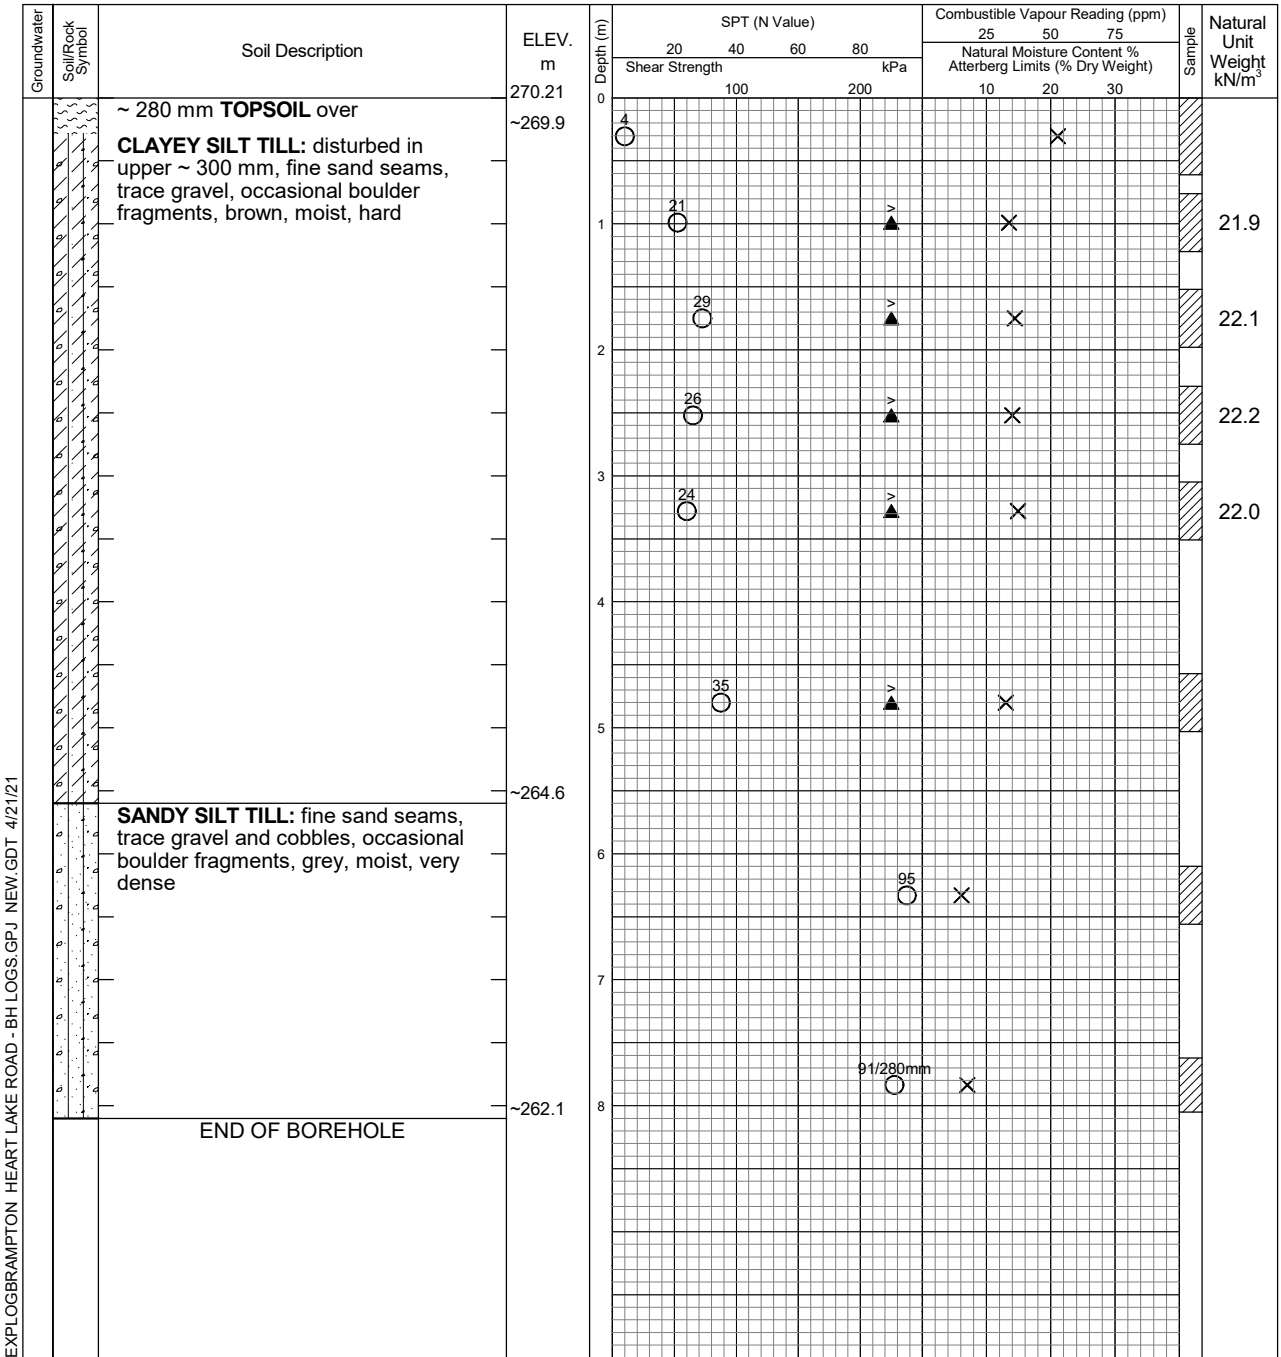 Groundwater
Soil/Rock
Symbol
Soil Description
ELEV.
m
Depth (m)
SPT (N Value)
20 40 60 80
Shear Strength kPa
100 200
Combustible Vapour Reading (ppm)
25 50 75
Natural Moisture Content %
Atterberg Limits (% Dry Weight)
10 20 30
Sample
Natural
Unit
Weight
kN/m³
270.21
0
~ 280 mm TOPSOIL over
~269.9
4
CLAYEY SILT TILL: disturbed in
upper ~ 300 mm, fine sand seams,
trace gravel, occasional boulder
fragments, brown, moist, hard
21
>
1
21.9
29
>
22.1
2
26
>
22.2
3
24
>
22.0
4
35
>
5
~264.6
SANDY SILT TILL: fine sand seams,
trace gravel and cobbles, occasional
boulder fragments, grey, moist, very
dense
6
95
7
91/280mm
8
~262.1
END OF BOREHOLE
EXPLOGBRAMPTON HEART LAKE ROAD - BH LOGS.GPJ NEW.GDT 4/21/21